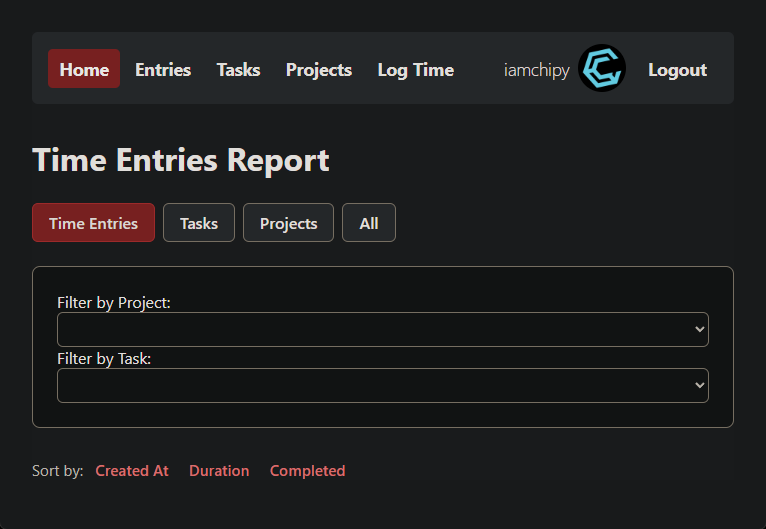 Home Entries Tasks Projects Log Time iamchipy Logout
Time Entries Report
Time Entries Tasks Projects All
Filter by Project:
Filter by Task:
Sort by: Created At Duration Completed